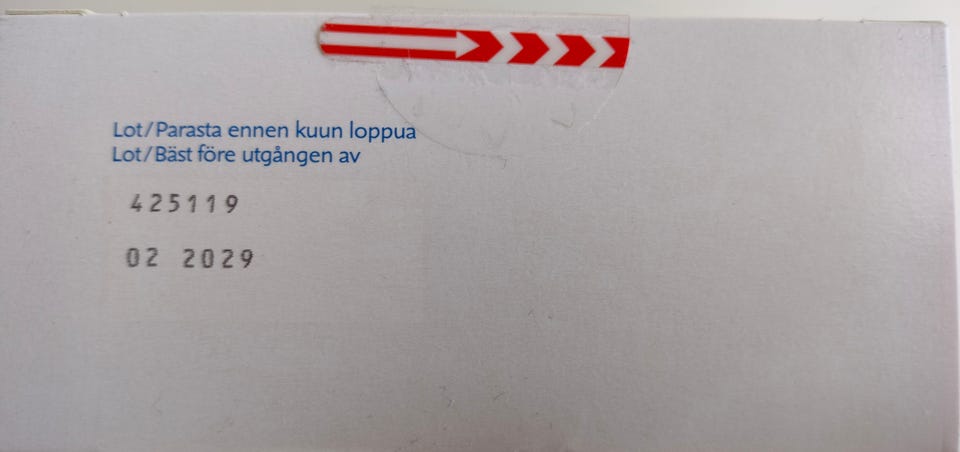 Lot/Parasta ennen kuun loppua
Lot/Bäst före utgången av
425119
02 2029